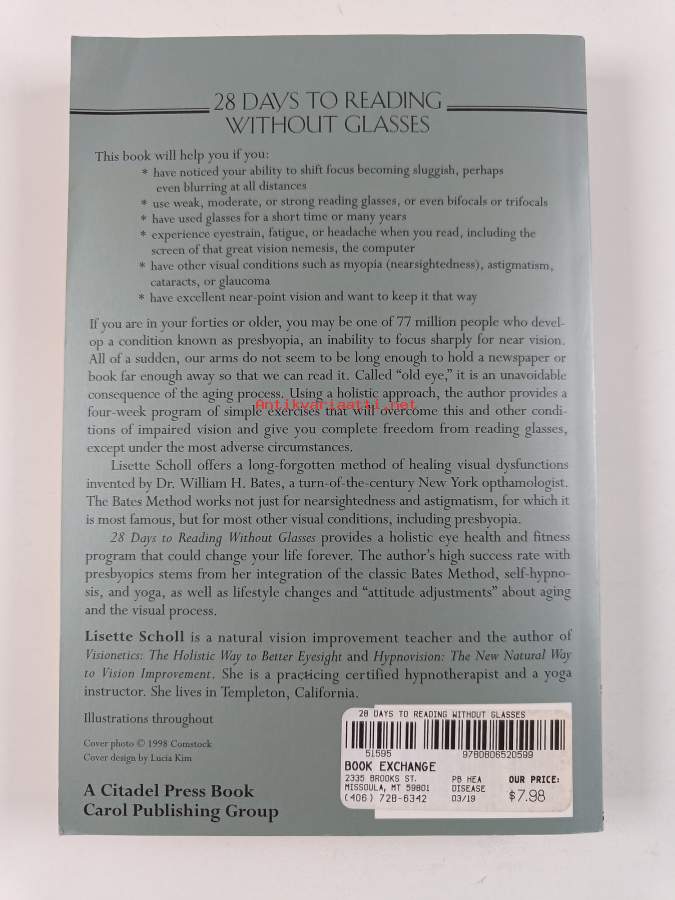 28 DAYS TO READING
WITHOUT GLASSES
This book will help you if you:
* have noticed your ability to shift focus becoming sluggish, perhaps
even blurring at all distances
* use weak, moderate, or strong reading glasses, or even bifocals or trifocals
* have used glasses for a short time or many years
* experience eyestrain, fatigue, or headache when you read, including the
screen of that great vision nemesis, the computer
* have other visual conditions such as myopia (nearsightedness), astigmatism,
cataracts, or glaucoma
* have excellent near-point vision and want to keep it that way
If you are in your forties or older, you may be one of 77 million people who devel-
op a condition known as presbyopia, an inability to focus sharply for near vision.
All of a sudden, our arms do not seem to be long enough to hold a newspaper or
book far enough away so that we can read it. Called “old eye,” it is an unavoidable
consequence of the aging process. Using a holistic approach, the author provides a
Antikvariaatti.net
four-week program of simple exercises that will overcome this and other condi-
tions of impaired vision and give you complete freedom from reading glasses,
except under the most adverse circumstances.
Lisette Scholl offers a long-forgotten method of healing visual dysfunctions
invented by Dr. William H. Bates, a turn-of-the-century New York opthamologist.
The Bates Method works not just for nearsightedness and astigmatism, for which it
is most famous, but for most other visual conditions, including presbyopia.
28 Days to Reading Without Glasses provides a holistic eye health and fitness
program that could change your life forever. The author's high success rate with
presbyopics stems from her integration of the classic Bates Method, self-hypno-
sis, and yoga, as well as lifestyle changes and “attitude adjustments” about aging
and the visual process.
Lisette Scholl is a natural vision improvement teacher and the author of
Visionetics: The Holistic Way to Better Eyesight and Hypnovision: The New Natural Way
to Vision Improvement. She is a practicing certified hypnotherapist and a yoga
instructor. She lives in Templeton, California.
Illustrations throughout
Cover photo © 1998 Comstock
Cover design by Lucia Kim
A Citadel Press Book
Carol Publishing Group
28 DAYS TO READING WITHOUT GLASSES
51595 9780806520599
BOOK EXCHANGE
2335 BROOKS ST. PB HEA OUR PRICE:
MISSOULA, MT 59801 DISEASE
(406) 728-6342 03/19 $7.98